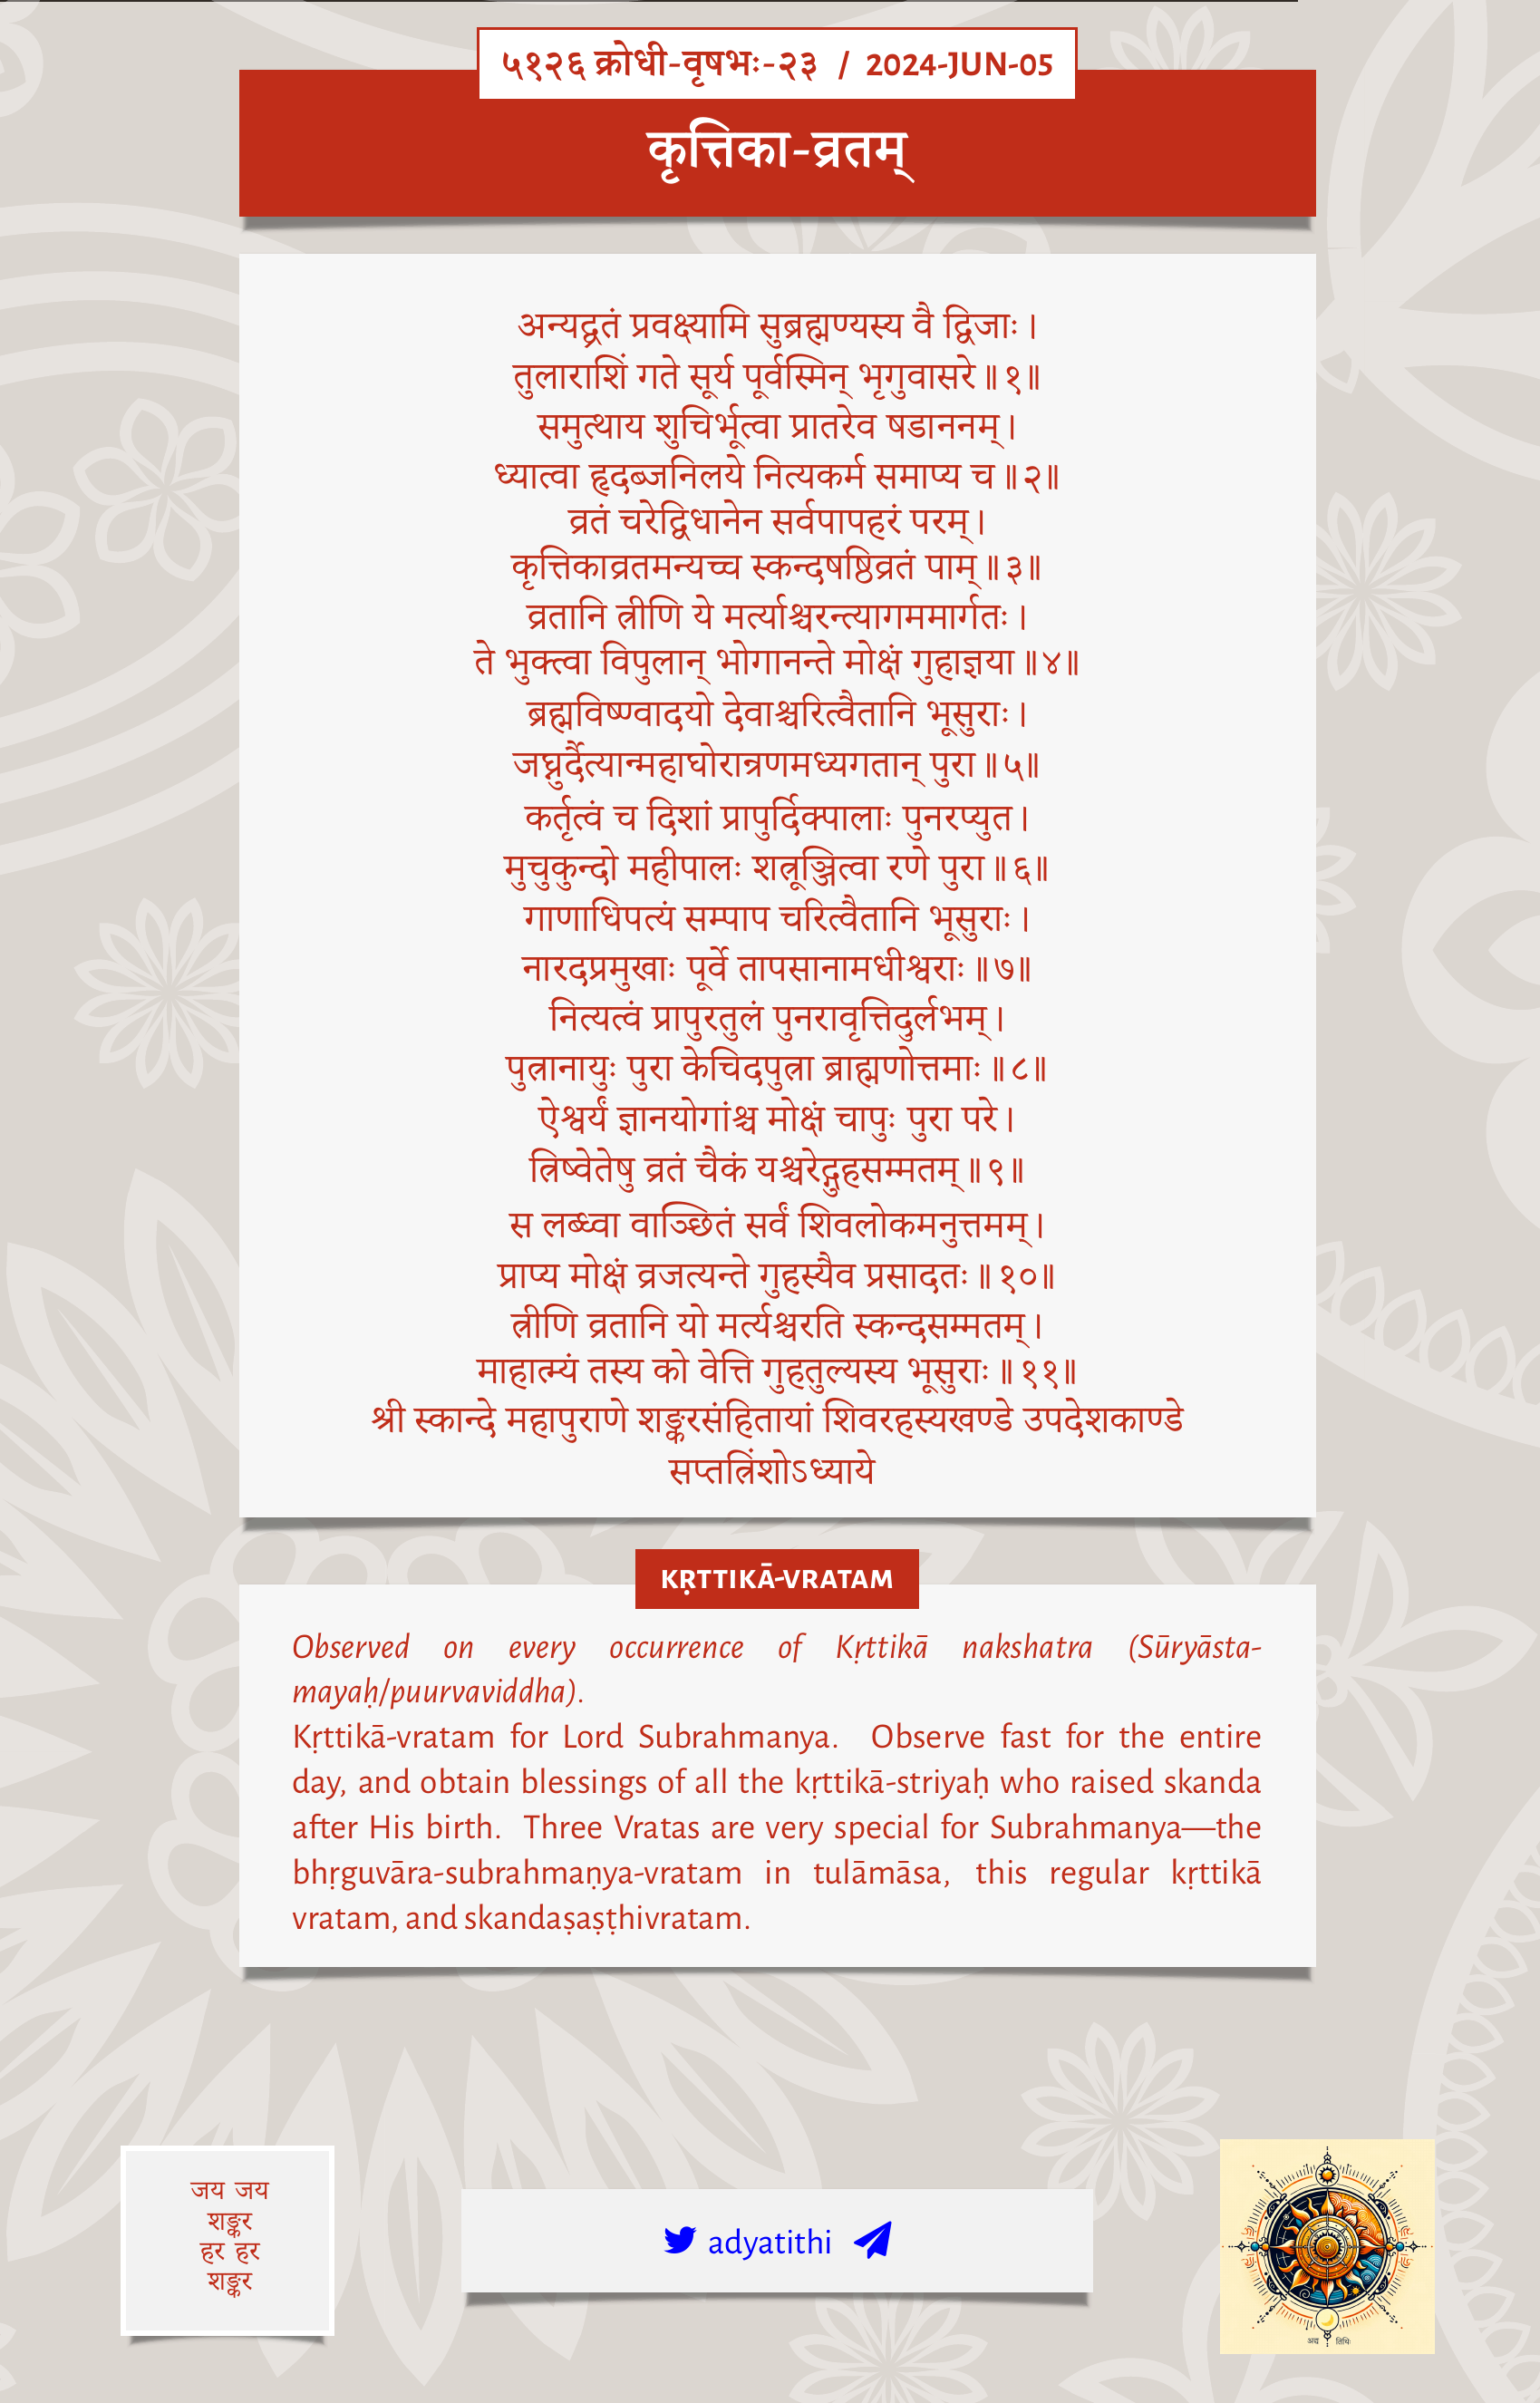 ५१२६ क्रोधी-वृषभः-२३ / 2024-JUN-05
कृत्तिका-व्रतम्
अन्यद्व्रतं प्रवक्ष्यामि सुब्रह्मण्यस्य वै द्विजाः।
तुलाराशिं गते सूर्य पूर्वस्मिन् भृगुवासरे॥१॥
समुत्थाय शुचिर्भूत्वा प्रातरेव षडाननम्।
ध्यात्वा हृदब्जनिलये नित्यकर्म समाप्य च॥२॥
व्रतं चरेद्विधानेन सर्वपापहरं परम्।
कृत्तिकाव्रतमन्यच्च स्कन्दषष्ठिव्रतं पाम्॥३॥
व्रतानि त्रीणि ये मर्त्याश्चरन्त्यागममार्गतः।
ते भुक्त्वा विपुलान् भोगानन्ते मोक्षं गुहाज्ञया॥४॥
ब्रह्मविष्ण्वादयो देवाश्चरित्वैतानि भूसुराः।
जघ्नुर्दैत्यान्महाघोरान्रणमध्यगतान् पुरा॥५॥
कर्तृत्वं च दिशां प्रापुर्दिक्पालाः पुनरप्युत।
मुचुकुन्दो महीपालः शत्रूञ्जित्वा रणे पुरा॥६॥
गाणाधिपत्यं सम्पाप चरित्वैतानि भूसुराः।
नारदप्रमुखाः पूर्वे तापसानामधीश्वराः॥७॥
नित्यत्वं प्रापुरतुलं पुनरावृत्तिदुर्लभम्।
पुत्रानायुः पुरा केचिदपुत्रा ब्राह्मणोत्तमाः॥८॥
ऐश्वर्यं ज्ञानयोगांश्च मोक्षं चापुः पुरा परे।
त्रिष्वेतेषु व्रतं चैकं यश्चरेद्गुहसम्मतम्॥९॥
स लब्ध्वा वाञ्छितं सर्वं शिवलोकमनुत्तमम्।
प्राप्य मोक्षं व्रजत्यन्ते गुहस्यैव प्रसादतः॥१०॥
त्रीणि व्रतानि यो मर्त्यश्चरति स्कन्दसम्मतम्।
माहात्म्यं तस्य को वेत्ति गुहतुल्यस्य भूसुराः॥११॥
श्री स्कान्दे महापुराणे शङ्करसंहितायां शिवरहस्यखण्डे उपदेशकाण्डे
सप्तत्रिंशोऽध्याये
KṚTTIKĀ-VRATAM
Observed on every occurrence of Kṛttikā nakshatra (Sūryāsta-
mayaḥ/puurvaviddha).
Kṛttikā-vratam for Lord Subrahmanya. Observe fast for the entire
day, and obtain blessings of all the kṛttikā-striyaḥ who raised skanda
after His birth. Three Vratas are very special for Subrahmanya—the
bhṛguvāra-subrahmaṇya-vratam in tulāmāsa, this regular kṛttikā
vratam, and skandaṣaṣṭhivratam.
जय जय
शङ्कर
हर हर
शङ्कर
adyatithi
अद्य तिथिः